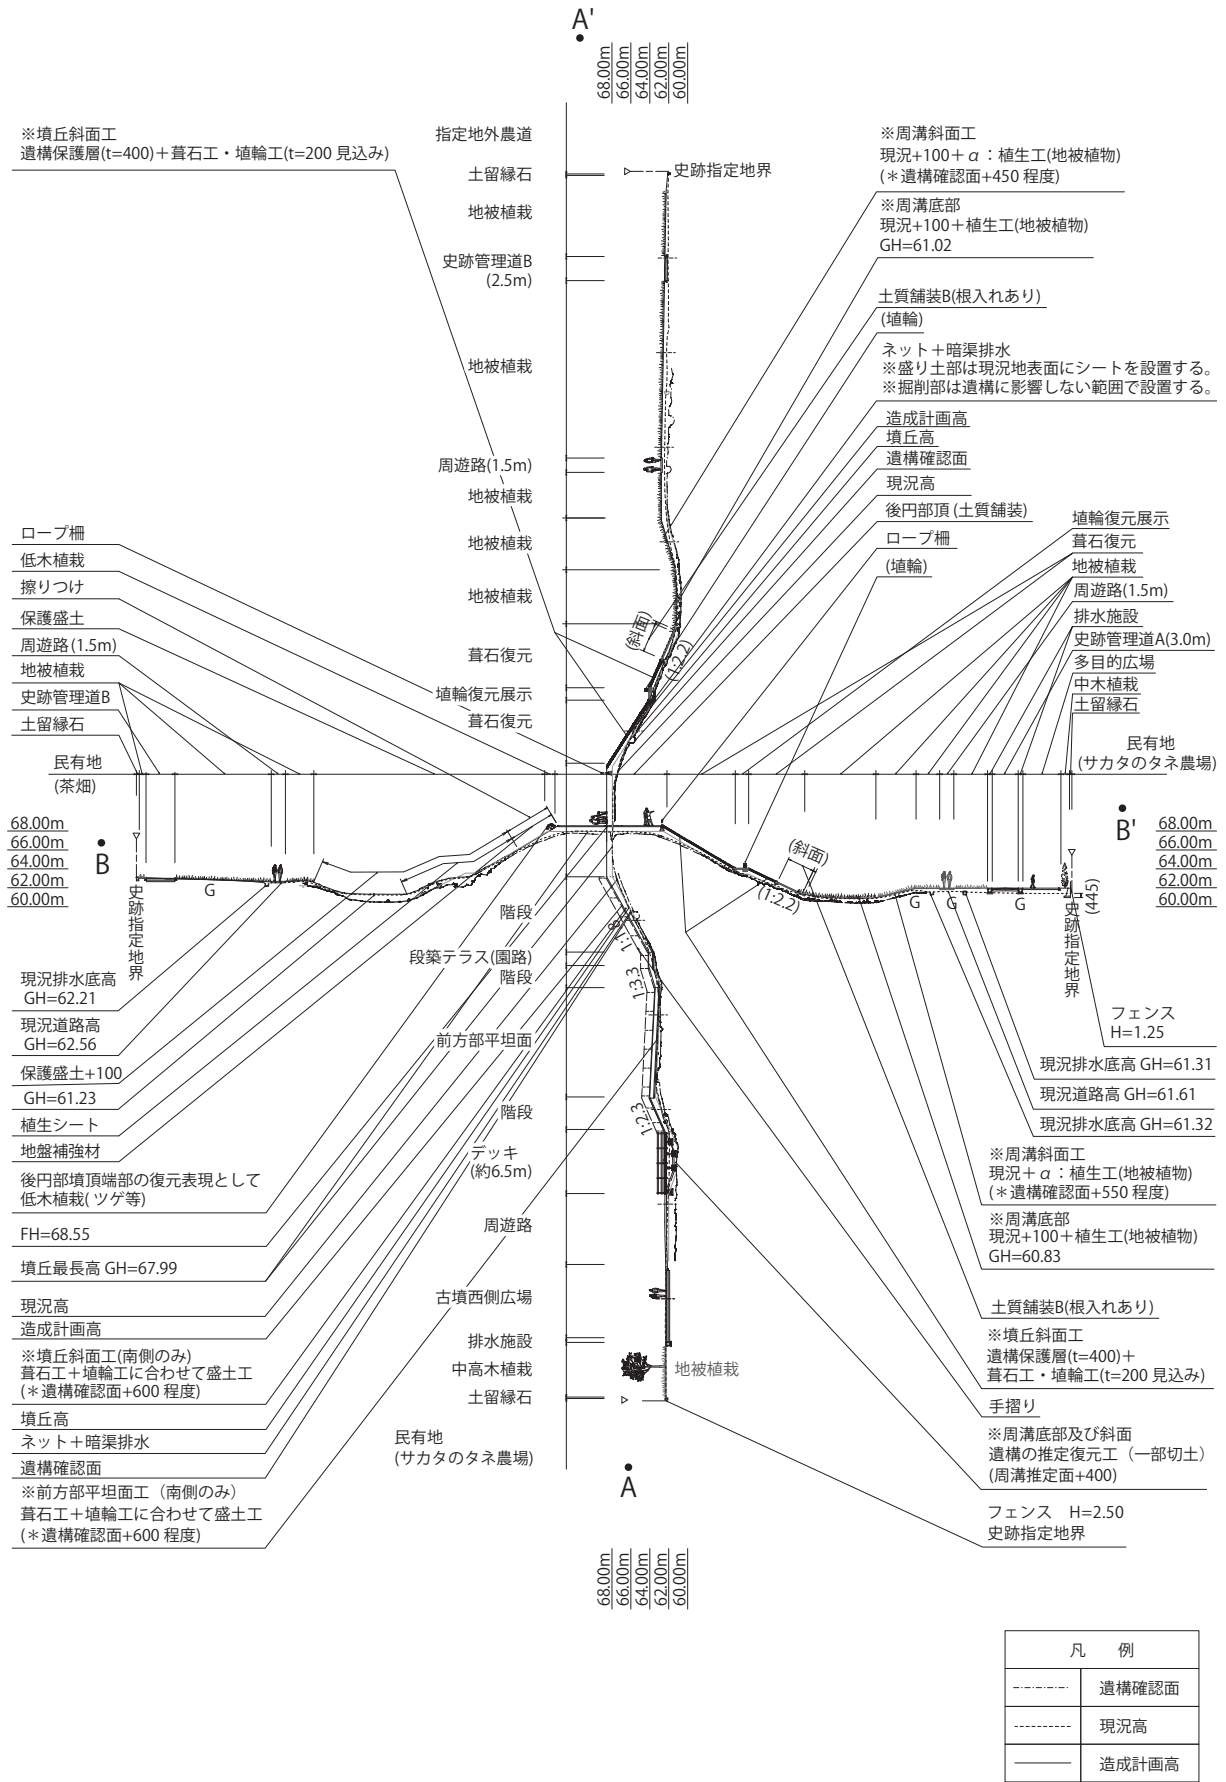 A'
68.00m
66.00m
64.00m
62.00m
60.00m
※墳丘斜面工
遺構保護層(t=400)+葺石工・埴輪工(t=200 見込み)
指定地外農道
土留縁石
地被植栽
史跡管理道B
(2.5m)
地被植栽
周遊路(1.5m)
地被植栽
地被植栽
地被植栽
葺石復元
埴輪復元展示
葺石復元
史跡指定地界
(斜面)
(1:2.2)
※周溝斜面工
現況+100+α：植生工(地被植物)
(＊遺構確認面+450 程度)
※周溝底部
現況+100+植生工(地被植物)
GH=61.02
土質舗装B(根入れあり)
(埴輪)
ネット＋暗渠排水
※盛り土部は現況地表面にシートを設置する。
※掘削部は遺構に影響しない範囲で設置する。
造成計画高
墳丘高
遺構確認面
現況高
後円部頂 (土質舗装)
ロープ柵
(埴輪)
埴輪復元展示
葺石復元
地被植栽
周遊路(1.5m)
排水施設
史跡管理道A(3.0m)
多目的広場
中木植栽
土留縁石
民有地
(サカタのタネ農場)
ロープ柵
低木植栽
擦りつけ
保護盛土
周遊路 (1.5m)
地被植栽
史跡管理道B
土留縁石
民有地
(茶畑)
68.00m
66.00m
64.00m
62.00m
60.00m
B
G
史跡指定地界
(斜面)
(1:2.2)
G
G
G
B'
68.00m
66.00m
64.00m
62.00m
60.00m
(445)
史跡指定地界
現況排水底高
GH=62.21
現況道路高
GH=62.56
保護盛土+100
GH=61.23
植生シート
地盤補強材
後円部墳頂端部の復元表現として
低木植栽( ツゲ等)
FH=68.55
墳丘最長高 GH=67.99
現況高
造成計画高
※墳丘斜面工(南側のみ)
葺石工＋埴輪工に合わせて盛土工
(＊遺構確認面+600 程度)
墳丘高
ネット＋暗渠排水
遺構確認面
※前方部平坦面工（南側のみ）
葺石工＋埴輪工に合わせて盛土工
(＊遺構確認面+600 程度)
階段
段築テラス(園路)
階段
前方部平坦面
階段
デッキ
(約6.5m)
周遊路
古墳西側広場
排水施設
中高木植栽
土留縁石
民有地
(サカタのタネ農場)
1:1.8
1:3.3
1:2.3
地被植栽
A
68.00m
66.00m
64.00m
62.00m
60.00m
フェンス
H=1.25
現況排水底高 GH=61.31
現況道路高 GH=61.61
現況排水底高 GH=61.32
※周溝斜面工
現況＋α：植生工(地被植物)
(＊遺構確認面+550 程度)
※周溝底部
現況+100+植生工(地被植物)
GH=60.83
土質舗装B(根入れあり)
※墳丘斜面工
遺構保護層(t=400)＋
葺石工・埴輪工(t=200 見込み)
手摺り
※周溝底部及び斜面
遺構の推定復元工（一部切土）
(周溝推定面+400)
フェンス　H=2.50
史跡指定地界
凡　例
遺構確認面
現況高
造成計画高